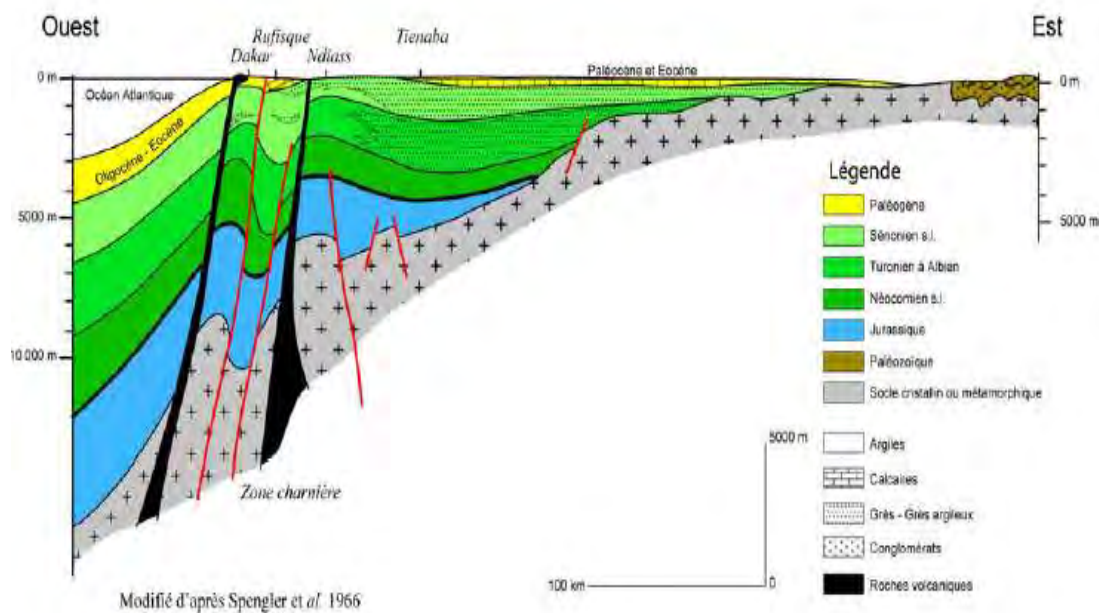 Ouest
Est
Rufisque
Dakar
Ndiass
Tienaba
0 m
Océan Atlantique
Paléocène et Eocène
0 m
Oligocène - Eocène
5000 m
5000 m
10 000 m
Zone charnière
Légende
Paléogène
Sénonien s.l.
Turonien à Albien
Néocomien s.l.
Jurassique
Paléozoïque
Socle cristallin ou métamorphique
Argiles
Calcaires
Grès - Grès argileux
Conglomérats
Roches volcaniques
5000 m
0
100 km
Modifié d'après Spengler et al 1966